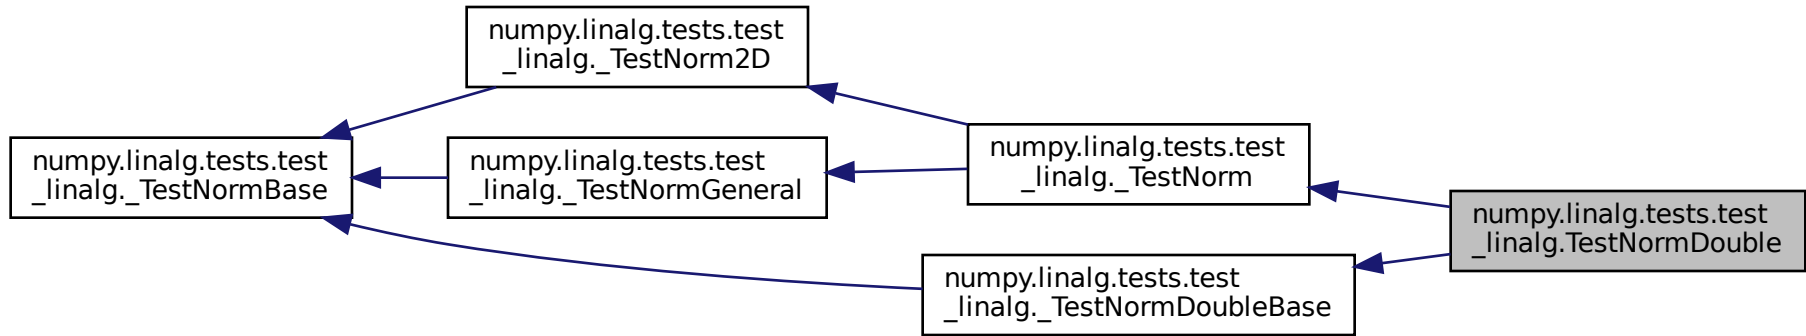 numpy.linalg.tests.test
_linalg._TestNorm2D
numpy.linalg.tests.test
_linalg._TestNormBase
numpy.linalg.tests.test
_linalg._TestNormGeneral
numpy.linalg.tests.test
_linalg._TestNorm
numpy.linalg.tests.test
_linalg.TestNormDouble
numpy.linalg.tests.test
_linalg._TestNormDoubleBase